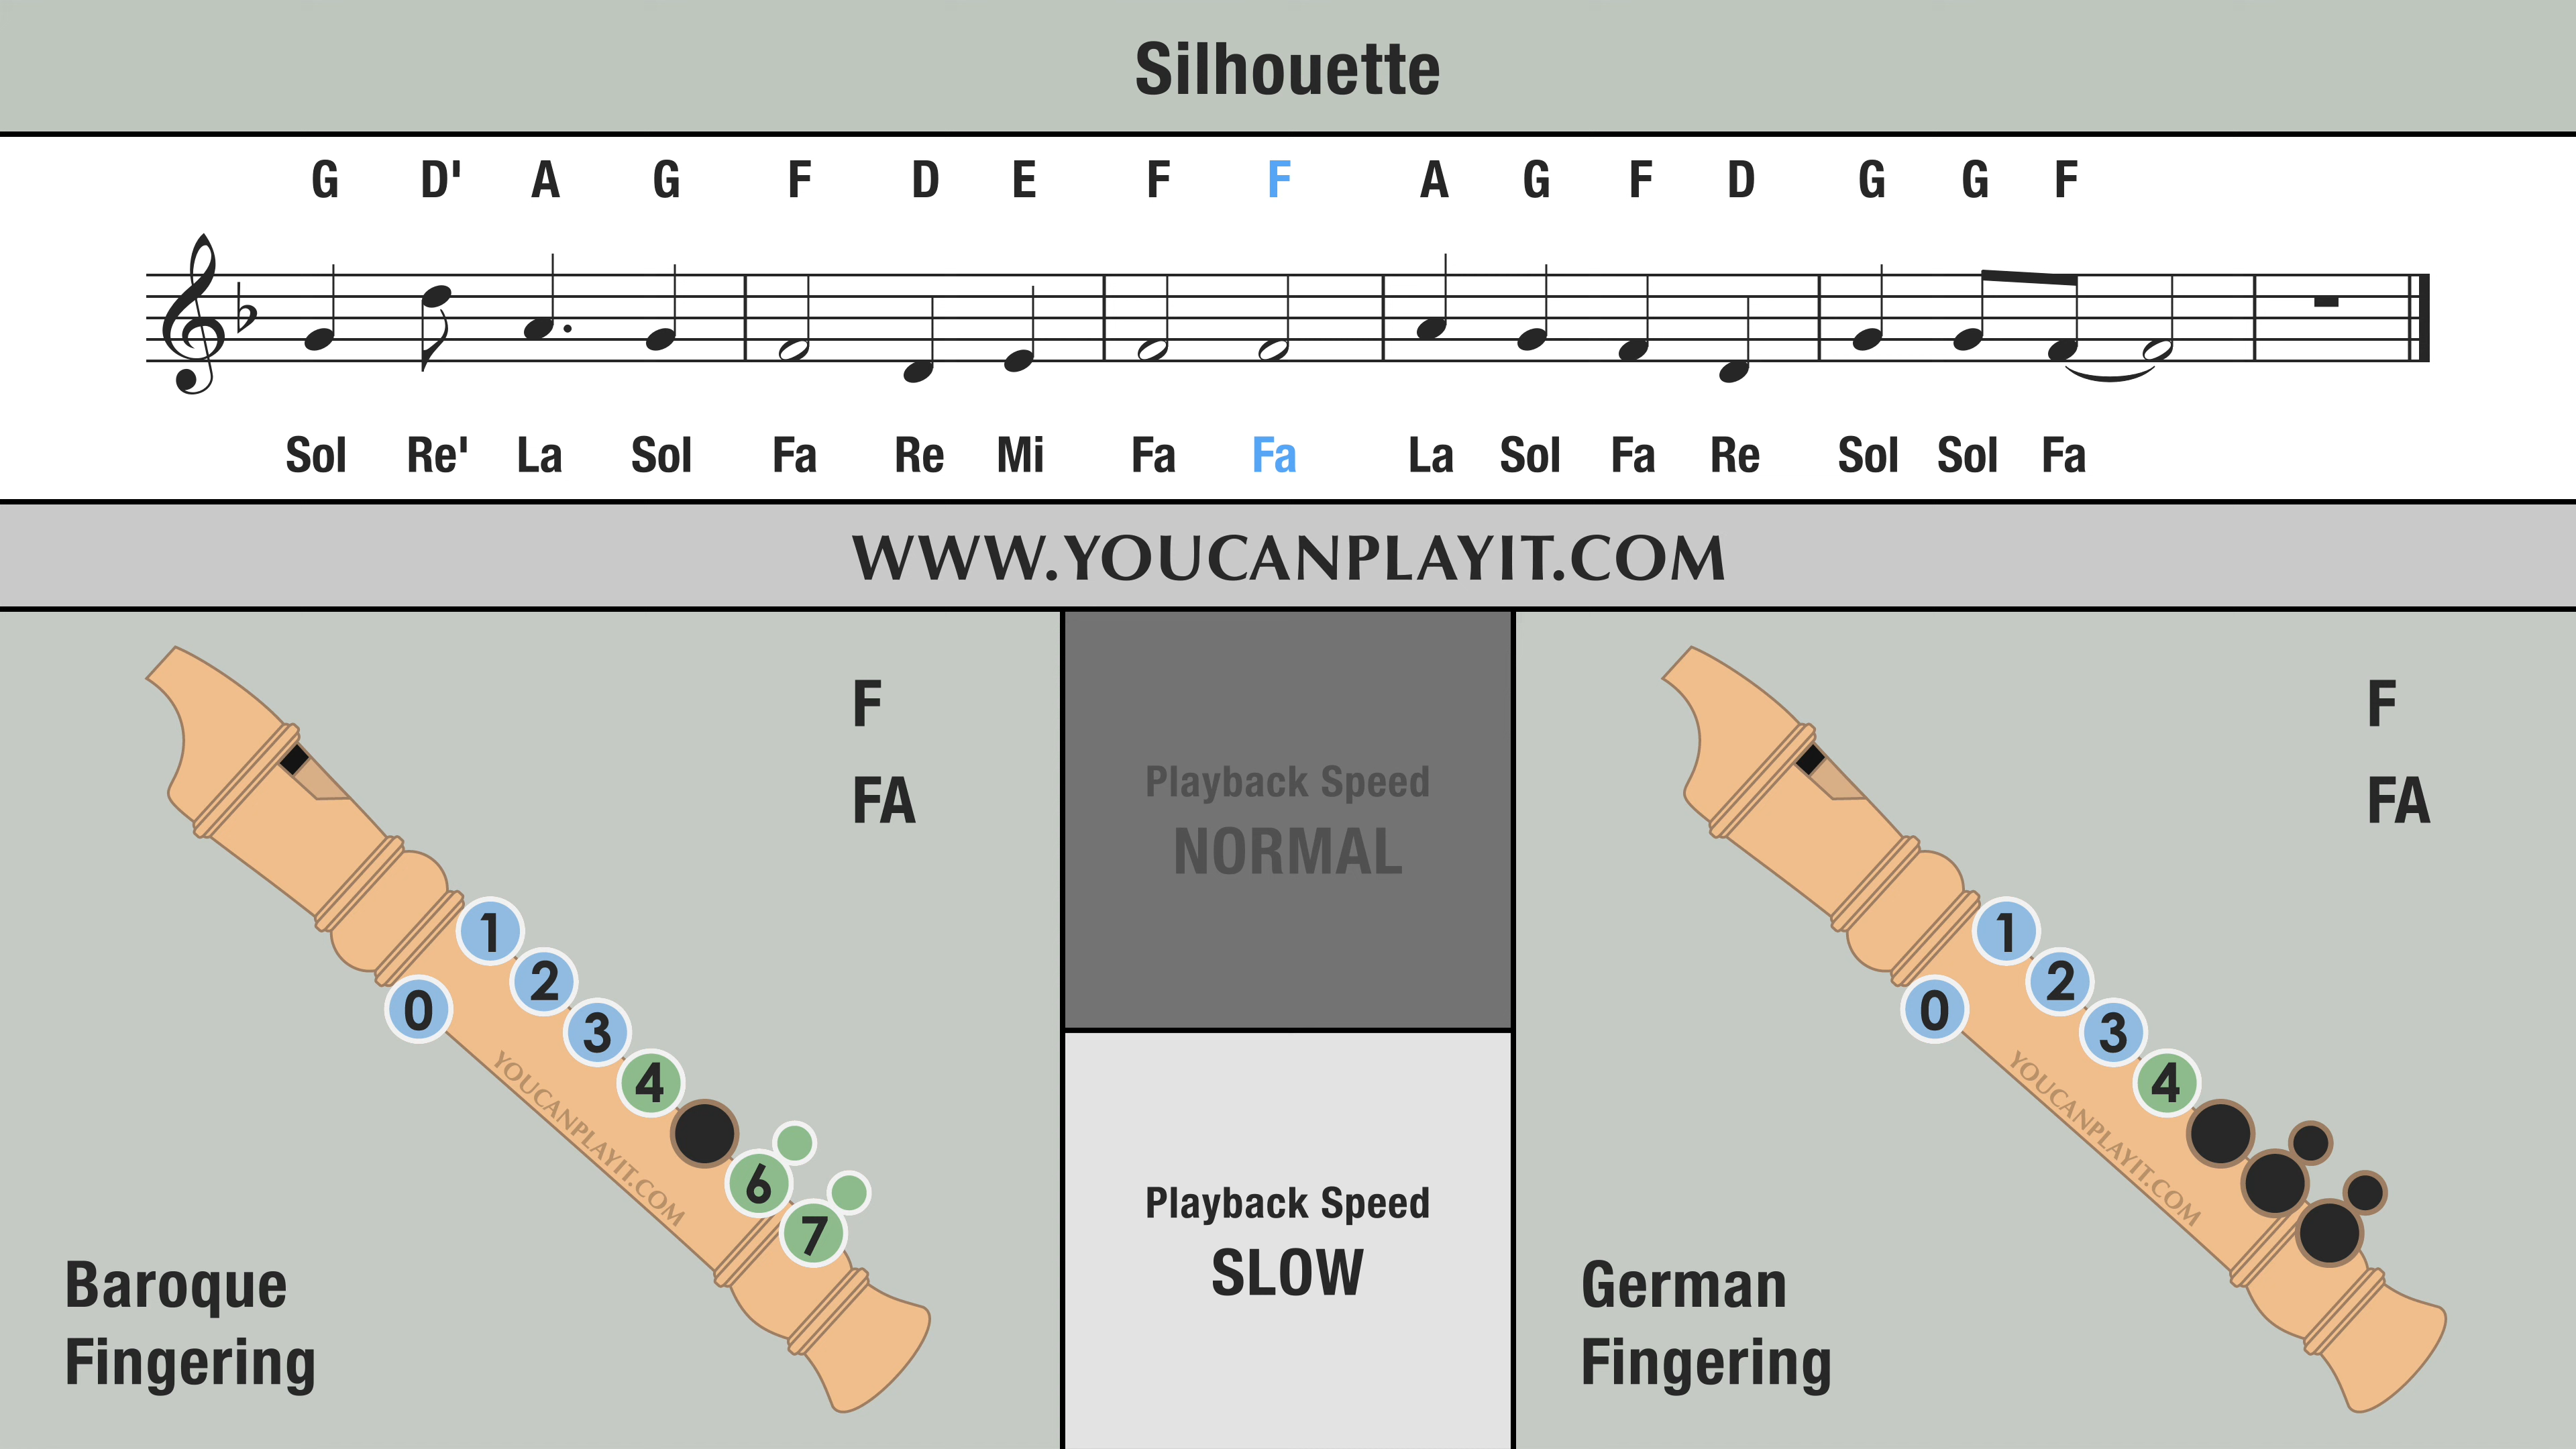 Silhouette
G D' A G F D E F F A G F D G G F
Sol Re' La Sol Fa Re Mi Fa Fa La Sol Fa Re Sol Sol Fa
WWW.YOUCANPLAYIT.COM
F
FA
1
2
3
0
4
6
7
YOUCANPLAYIT.COM
Baroque
Fingering
Playback Speed
NORMAL
Playback Speed
SLOW
F
FA
1
2
3
0
4
YOUCANPLAYIT.COM
German
Fingering